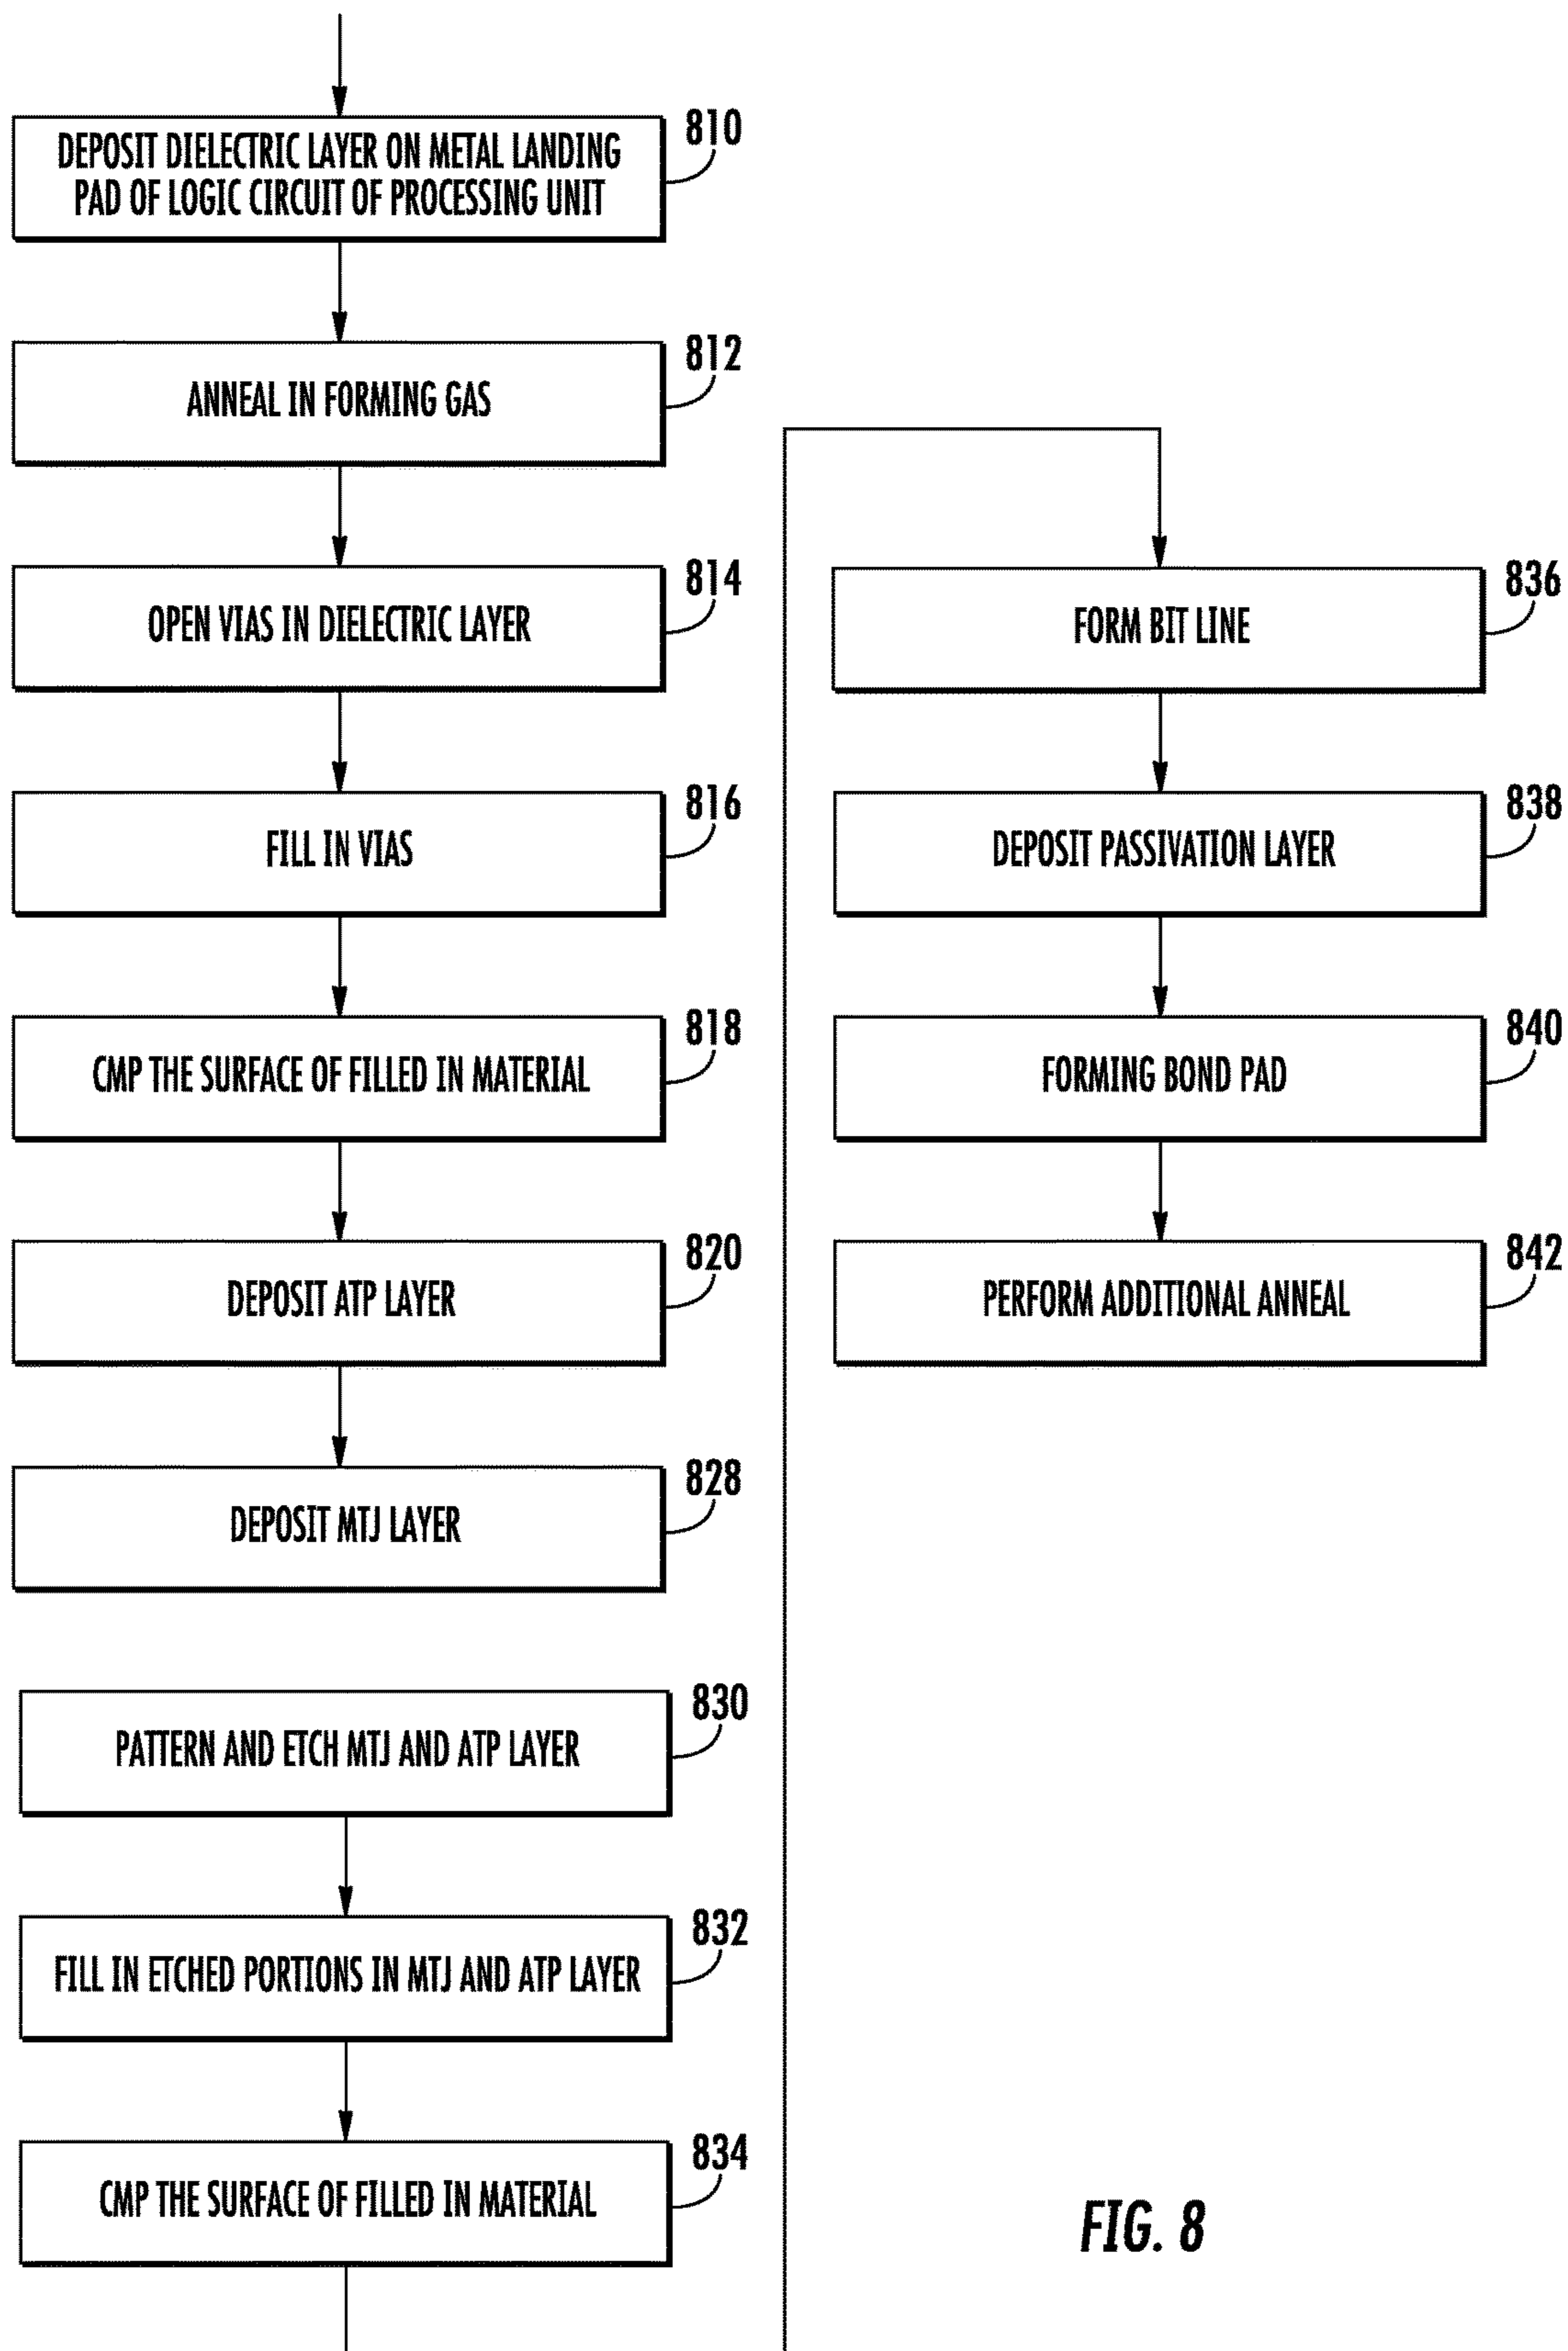 DEPOSIT DIELECTRIC LAYER ON METAL LANDING
PAD OF LOGIC CIRCUIT OF PROCESSING UNIT
810
ANNEAL IN FORMING GAS
812
OPEN VIAS IN DIELECTRIC LAYER
814
FILL IN VIAS
816
CMP THE SURFACE OF FILLED IN MATERIAL
818
DEPOSIT ATP LAYER
820
DEPOSIT MTJ LAYER
828
PATTERN AND ETCH MTJ AND ATP LAYER
830
FILL IN ETCHED PORTIONS IN MTJ AND ATP LAYER
832
CMP THE SURFACE OF FILLED IN MATERIAL
834
FORM BIT LINE
836
DEPOSIT PASSIVATION LAYER
838
FORMING BOND PAD
840
PERFORM ADDITIONAL ANNEAL
842
FIG. 8